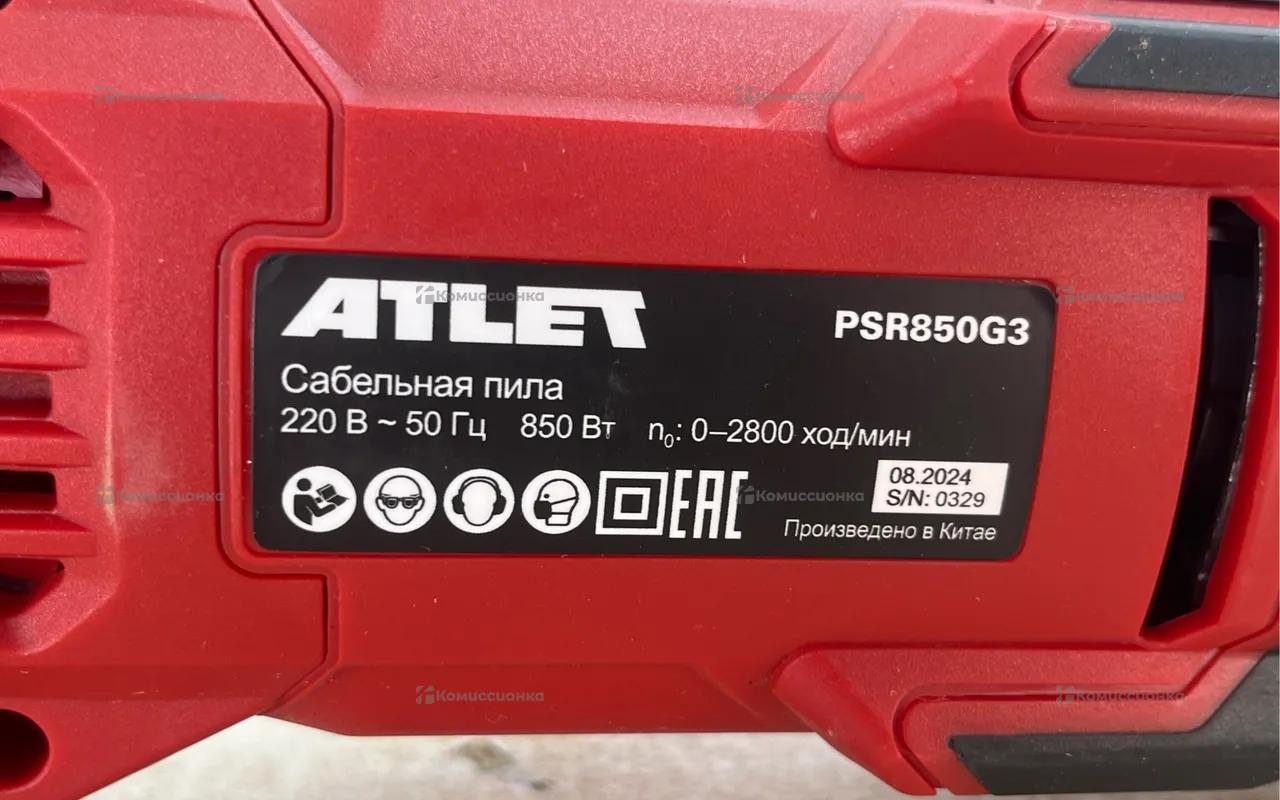 Комиссионка
Комиссионка
ATLET
Комиссионка
PSR850G3
Комиссионка
Сабельная пила
220 В ~ 50 Гц 850 Вт n₀: 0–2800 ход/мин
08.2024
S/N: 0329
Комиссионка
EAC
Комиссионка
Произведено в Китае
Комиссионка
Комиссионка